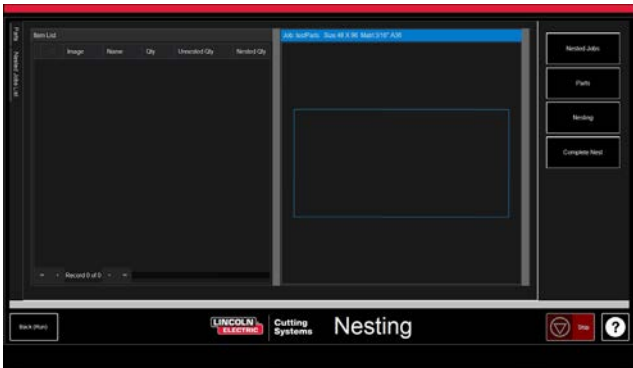 Parts
Nested Jobs List
Item List
Image Name Qty Unnested Qty Nested Qty
Record 0 of 0
Job: testParts Size: 48 X 96 Matrl: 3/16" A36
Nested Jobs
Parts
Nesting
Complete Nest
Back (Run)
LINCOLN ELECTRIC
Cutting Systems
Nesting
Stop
?